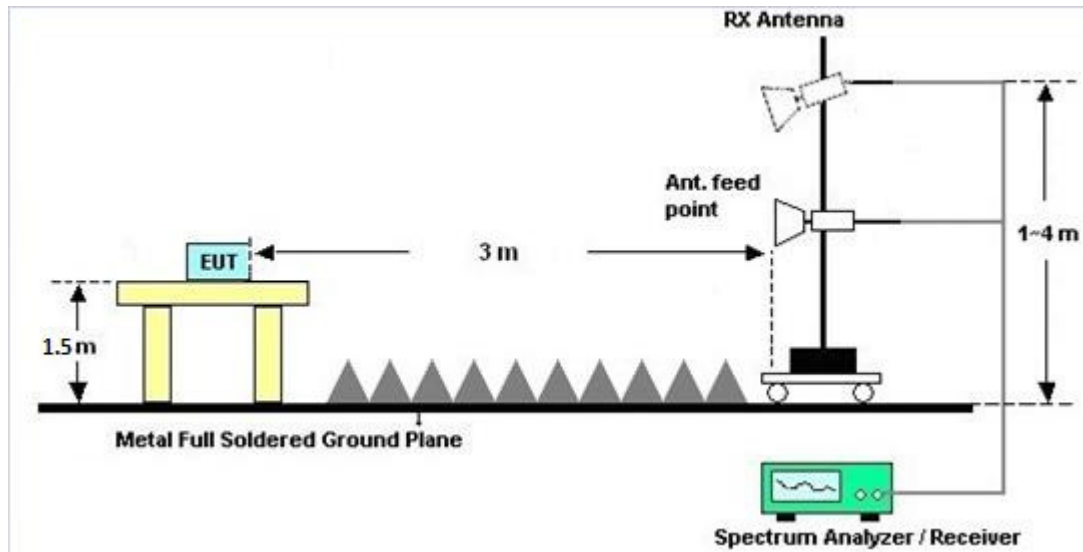 RX Antenna
Ant. feed
point
EUT
3 m
1~4 m
1.5 m
Metal Full Soldered Ground Plane
Spectrum Analyzer / Receiver